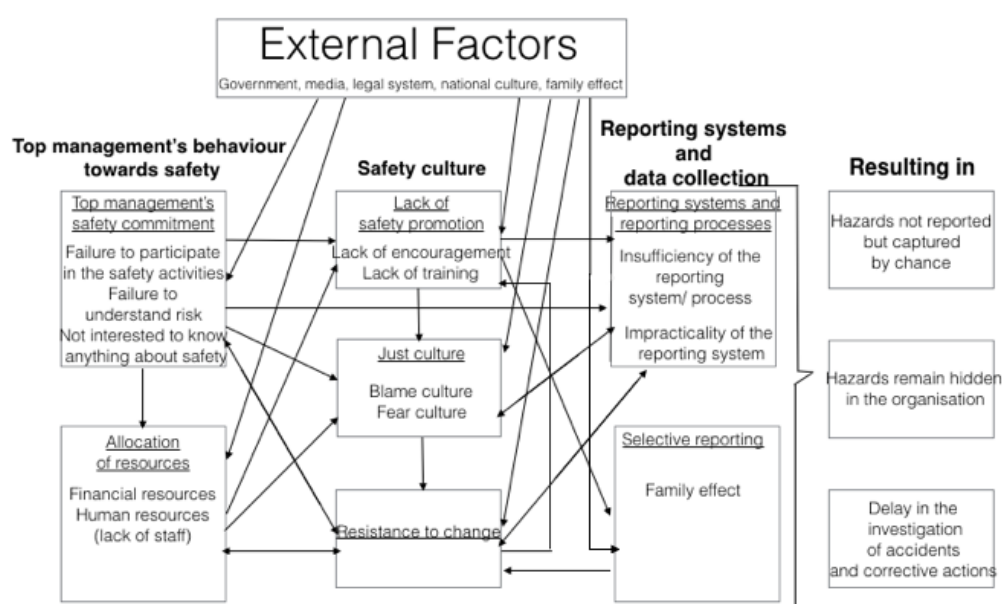 External Factors
Government, media, legal system, national culture, family effect
Top management's behaviour
towards safety
Top management's
safety commitment
Failure to participate
in the safety activities
Failure to
understand risk
Not interested to know
anything about safety
Allocation
of resources
Financial resources
Human resources
(lack of staff)
Safety culture
Lack of
safety promotion
Lack of encouragement
Lack of training
Just culture
Blame culture
Fear culture
Resistance to change
Reporting systems
and
data collection
Reporting systems and
reporting processes
Insufficiency of the
reporting
system/ process
Impracticality of the
reporting system
Selective reporting
Family effect
Resulting in
Hazards not reported
but captured
by chance
Hazards remain hidden
in the organisation
Delay in the
investigation
of accidents
and corrective actions